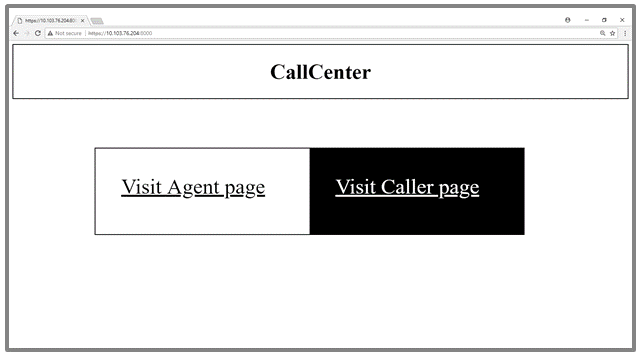 https://10.103.76.204:8000
Not secure | https://10.103.76.204:8000
CallCenter
Visit Agent page
Visit Caller page